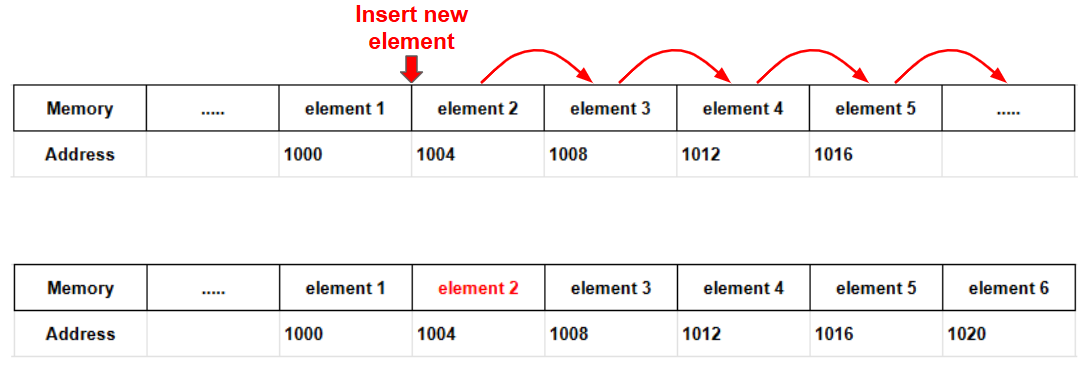 Insert new
element
Memory ..... element 1 element 2 element 3 element 4 element 5 .....
Address 1000 1004 1008 1012 1016
Memory ..... element 1 element 2 element 3 element 4 element 5 element 6
Address 1000 1004 1008 1012 1016 1020